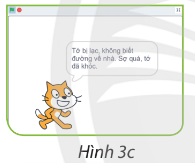 Tớ bị lạc, không biết
đường về nhà. Sợ quá, tớ
đã khóc.
Hình 3c